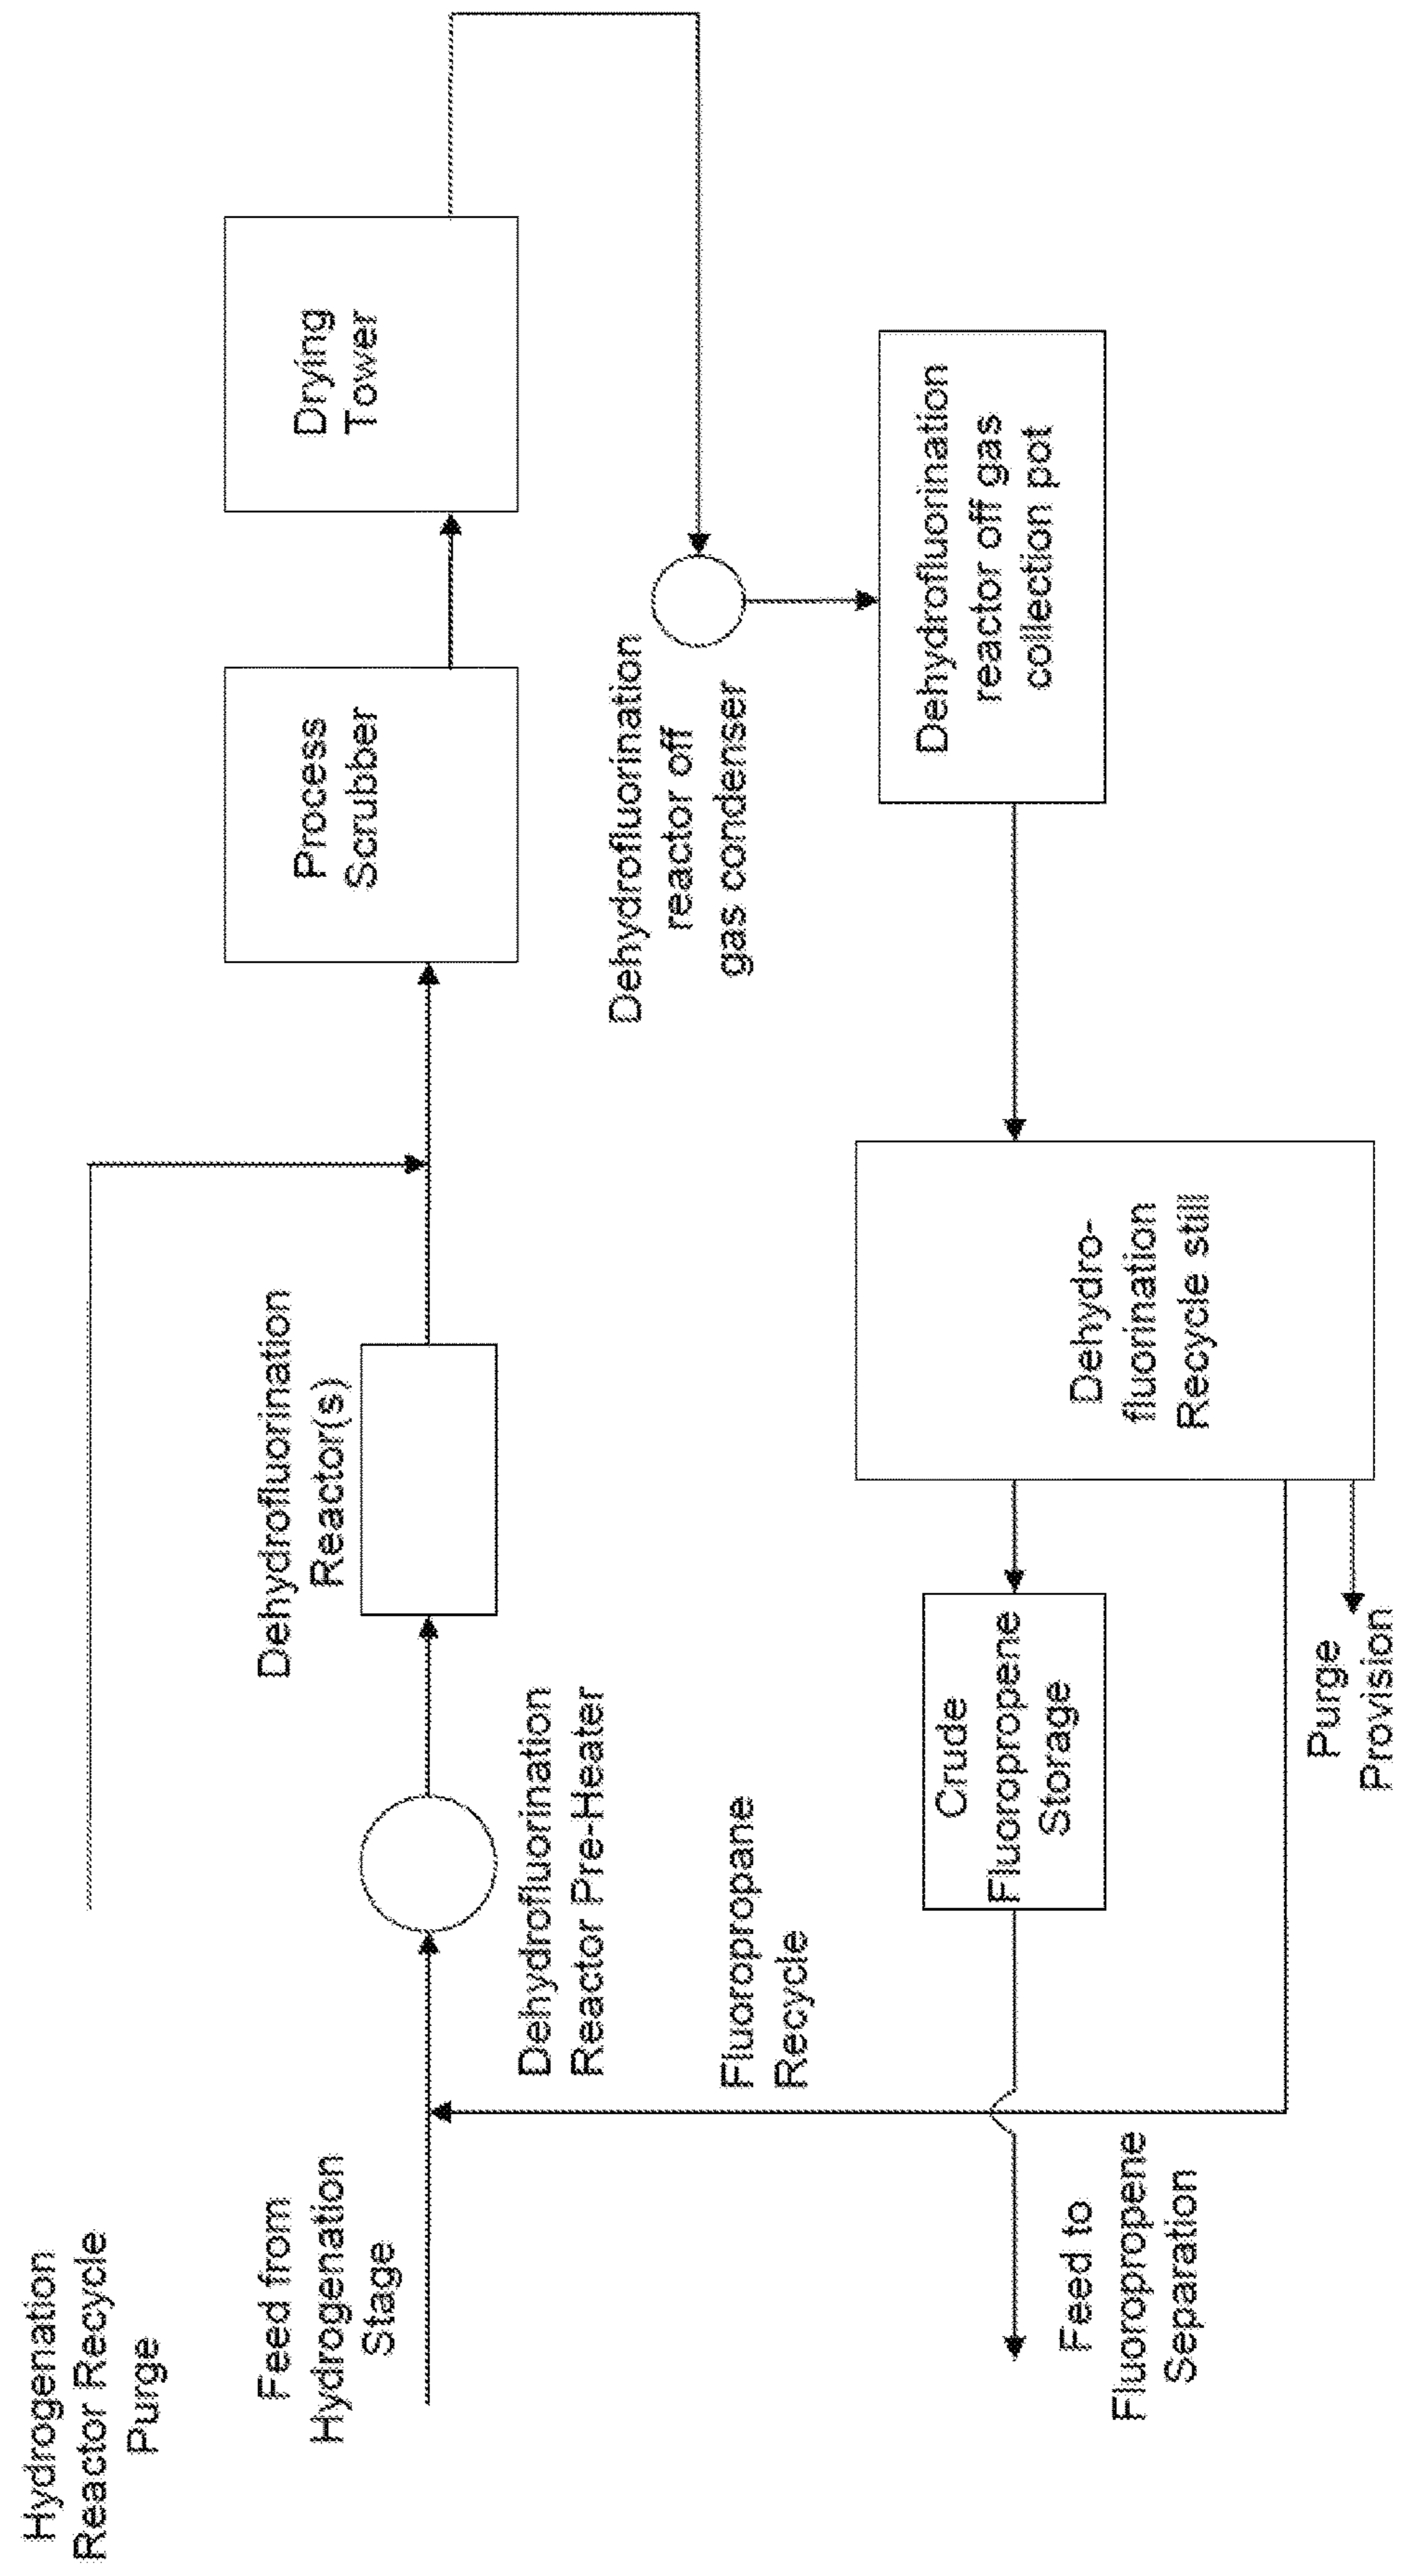 Hydrogenation
Reactor Recycle
Purge
Feed from
Hydrogenation
Stage
Dehydrofluorination
Reactor Pre-Heater
Dehydrofluorination
Reactor(s)
Process
Scrubber
Drying
Tower
Dehydrofluorination
reactor off
gas condenser
Dehydrofluorination
reactor off gas
collection pot
Dehydro-
fluorination
Recycle still
Fluoropropane
Recycle
Crude
Fluoropropene
Storage
Purge
Provision
Feed to
Fluoropropene
Separation